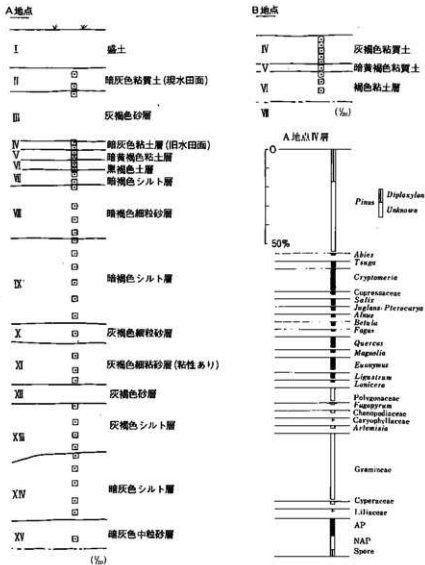 A地点
I 盛土
II 暗灰色粘質土(現水田面)
III 灰褐色砂層
IV 暗灰色粘土層(旧水田面)
V 暗黄褐色粘土層
VI 黒褐色土層
VII 暗褐色シルト層
VIII 暗褐色細粒砂層
IX 暗褐色シルト層
X 灰褐色細粒砂層
XI 灰褐色細粘砂層(粘性あり)
XII 灰褐色砂層
XIII 灰褐色シルト層
XIV 暗灰色シルト層
XV 暗灰色中粒砂層
(1/20)
B地点
IV 灰褐色粘質土
V 暗黄褐色粘質土
VI 褐色粘土層
VII (1/20)
A地点IV層
0
50%
Pinus
Diploxylon
Unknown
Abies
Tsuga
Cryptomeria
Cupressaceae
Salix
Juglans-Pterocarya
Alnus
Betula
Fagus
Quercus
Magnolia
Euonymus
Ligustrum
Lonicera
Polygonaceae
Fagopyrum
Chenopodiaceae
Caryophyllaceae
Artemisia
Gramineae
Cyperaceae
Liliaceae
AP
NAP
Spore